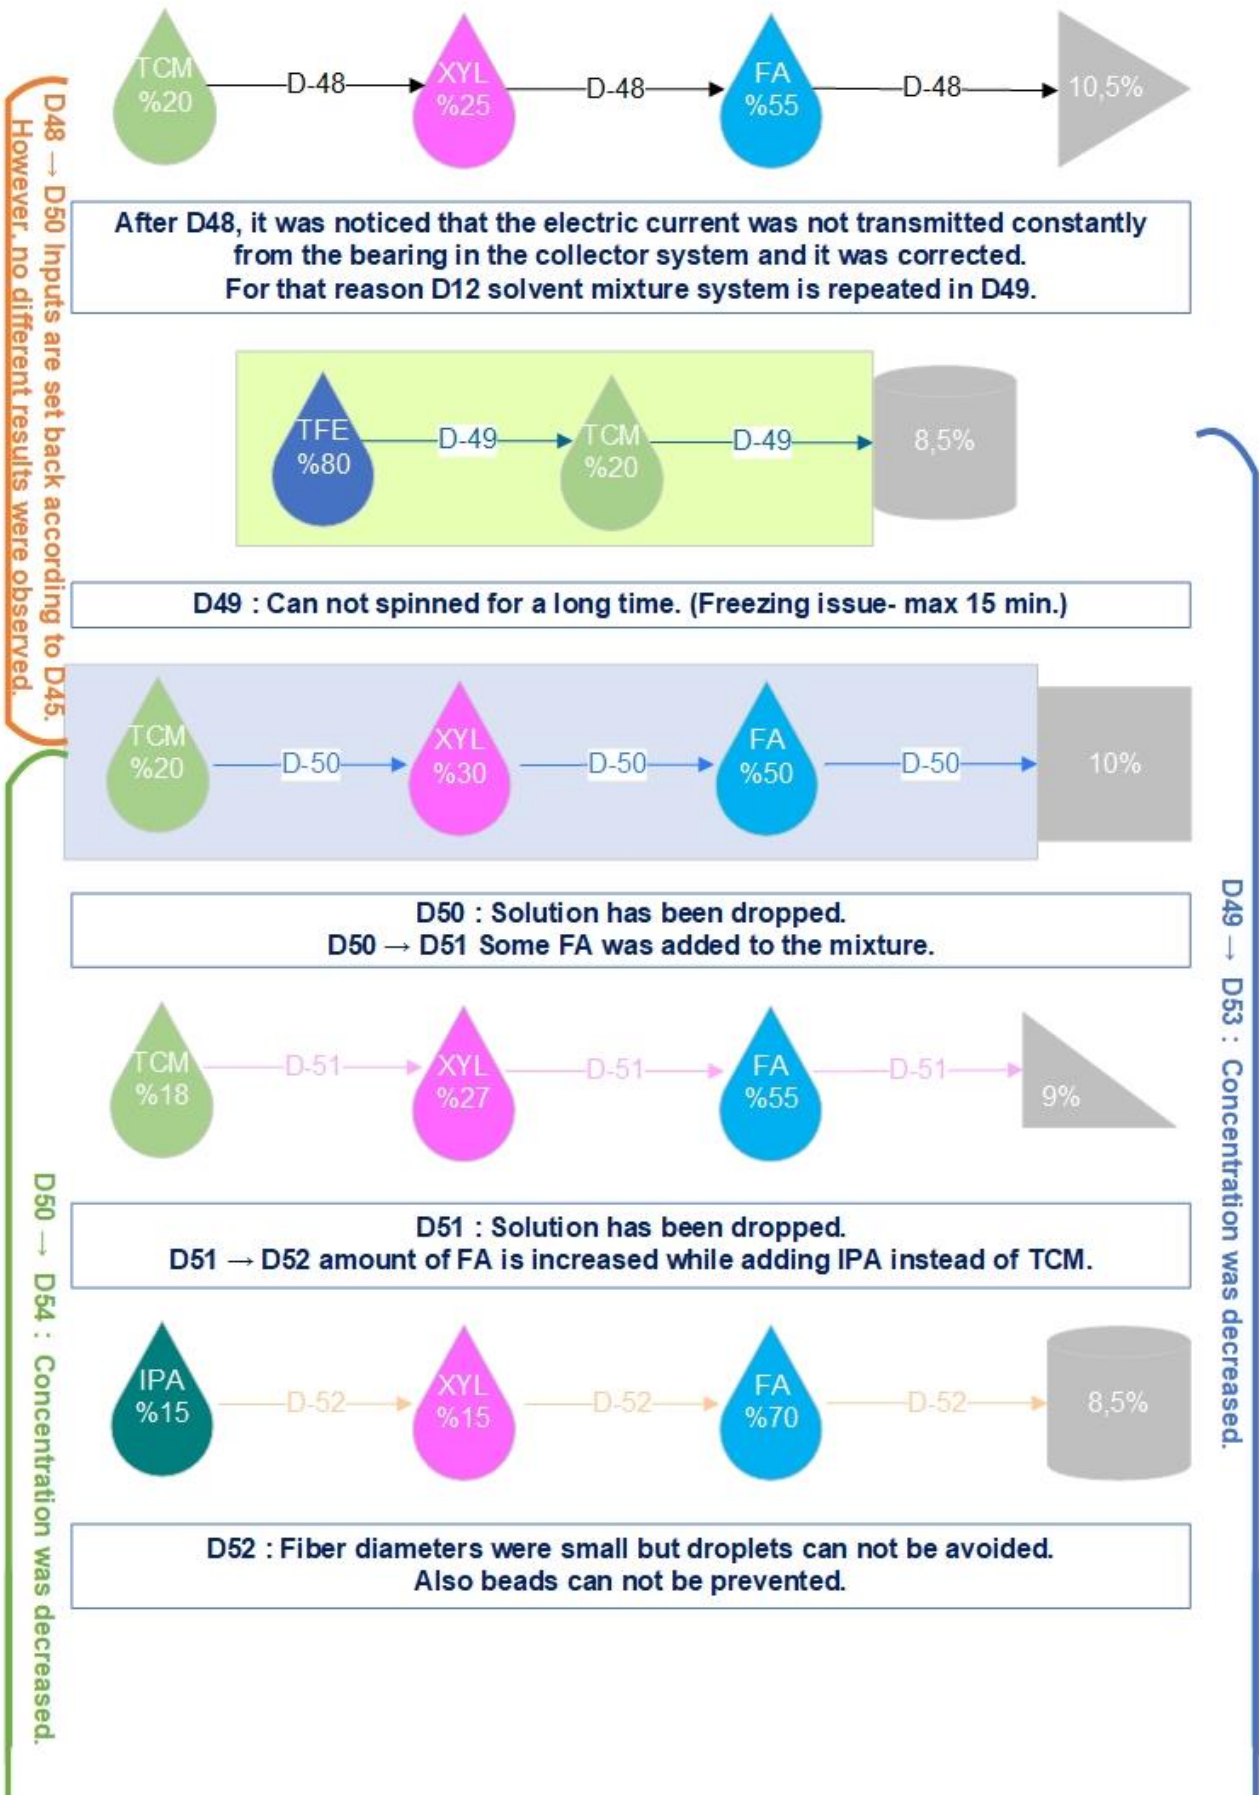 TCM
%20
D-48
XYL
%25
D-48
FA
%55
D-48
10,5%
D48 → D50 Inputs are set back according to D45.
However, no different results were observed.
After D48, it was noticed that the electric current was not transmitted constantly
from the bearing in the collector system and it was corrected.
For that reason D12 solvent mixture system is repeated in D49.
TFE
%80
D-49
TCM
%20
D-49
8,5%
D49 : Can not spinned for a long time. (Freezing issue- max 15 min.)
TCM
%20
D-50
XYL
%30
D-50
FA
%50
D-50
10%
D50 : Solution has been dropped.
D50 → D51 Some FA was added to the mixture.
D49 → D53 : Concentration was decreased.
TCM
%18
D-51
XYL
%27
D-51
FA
%55
D-51
9%
D51 : Solution has been dropped.
D51 → D52 amount of FA is increased while adding IPA instead of TCM.
D50 → D54 : Concentration was decreased.
IPA
%15
D-52
XYL
%15
D-52
FA
%70
D-52
8,5%
D52 : Fiber diameters were small but droplets can not be avoided.
Also beads can not be prevented.